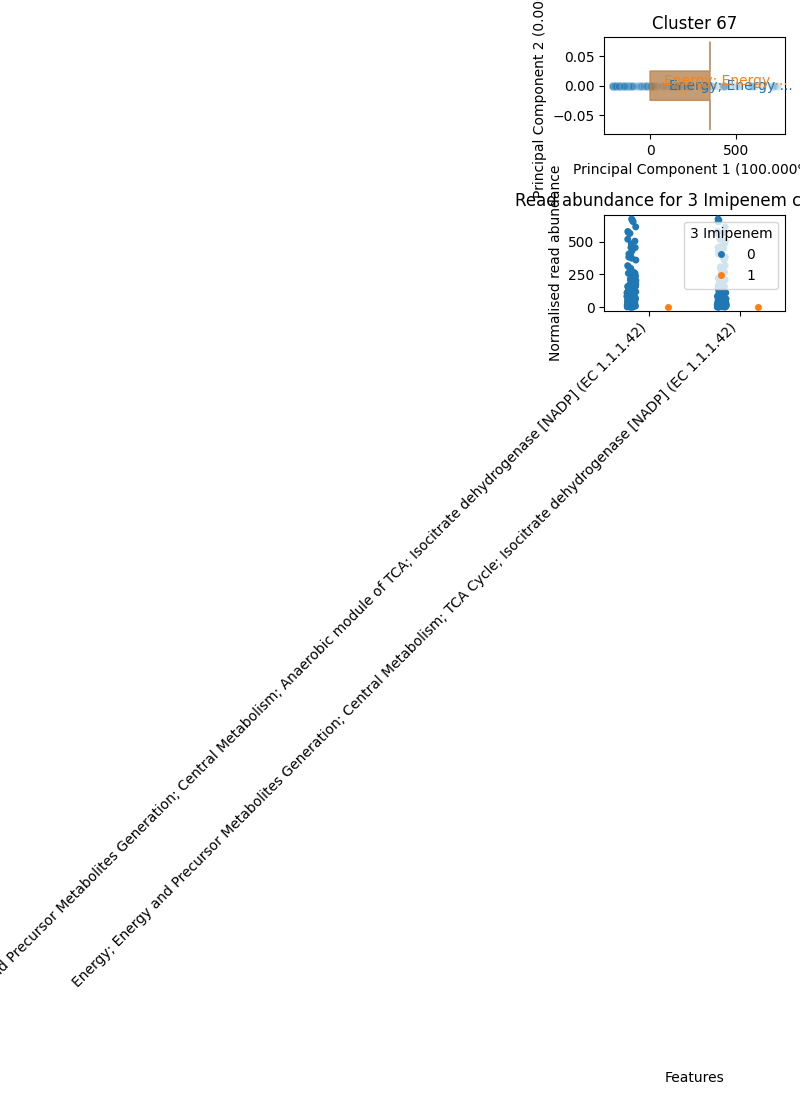 Cluster 67
Principal Component 2 (0.00
0.05
0.00
−0.05
Energy; Energy ...
Energy; Energy ...
0
500
Principal Component 1 (100.000%
Read abundance for 3 Imipenem c
Normalised read abundance
500
250
0
3 Imipenem
0
1
nd Precursor Metabolites Generation; Central Metabolism; Anaerobic module of TCA; Isocitrate dehydrogenase [NADP] (EC 1.1.1.42)
Energy; Energy and Precursor Metabolites Generation; Central Metabolism; TCA Cycle; Isocitrate dehydrogenase [NADP] (EC 1.1.1.42)
Features